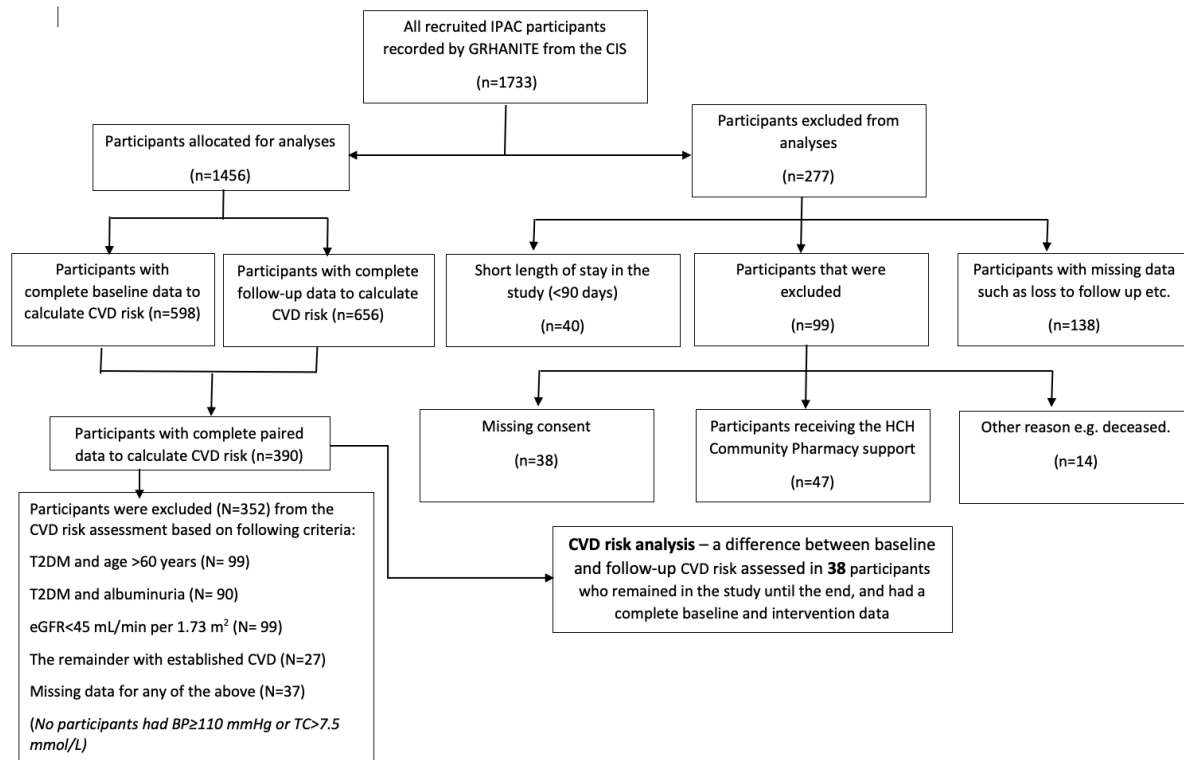 All recruited IPAC participants
recorded by GRHANITE from the CIS
(n=1733)
Participants allocated for analyses
(n=1456)
Participants excluded from
analyses
(n=277)
Participants with
complete baseline data to
calculate CVD risk (n=598)
Participants with complete
follow-up data to calculate
CVD risk (n=656)
Short length of stay in the
study (<90 days)
(n=40)
Participants that were
excluded
(n=99)
Participants with missing data
such as loss to follow up etc.
(n=138)
Participants with complete paired
data to calculate CVD risk (n=390)
Missing consent
(n=38)
Participants receiving the HCH
Community Pharmacy support
(n=47)
Other reason e.g. deceased.
(n=14)
Participants were excluded (N=352) from the
CVD risk assessment based on following criteria:
T2DM and age >60 years (N= 99)
T2DM and albuminuria (N= 90)
eGFR<45 mL/min per 1.73 m² (N= 99)
The remainder with established CVD (N=27)
Missing data for any of the above (N=37)
(No participants had BP≥110 mmHg or TC>7.5
mmol/L)
CVD risk analysis – a difference between baseline
and follow-up CVD risk assessed in 38 participants
who remained in the study until the end, and had a
complete baseline and intervention data